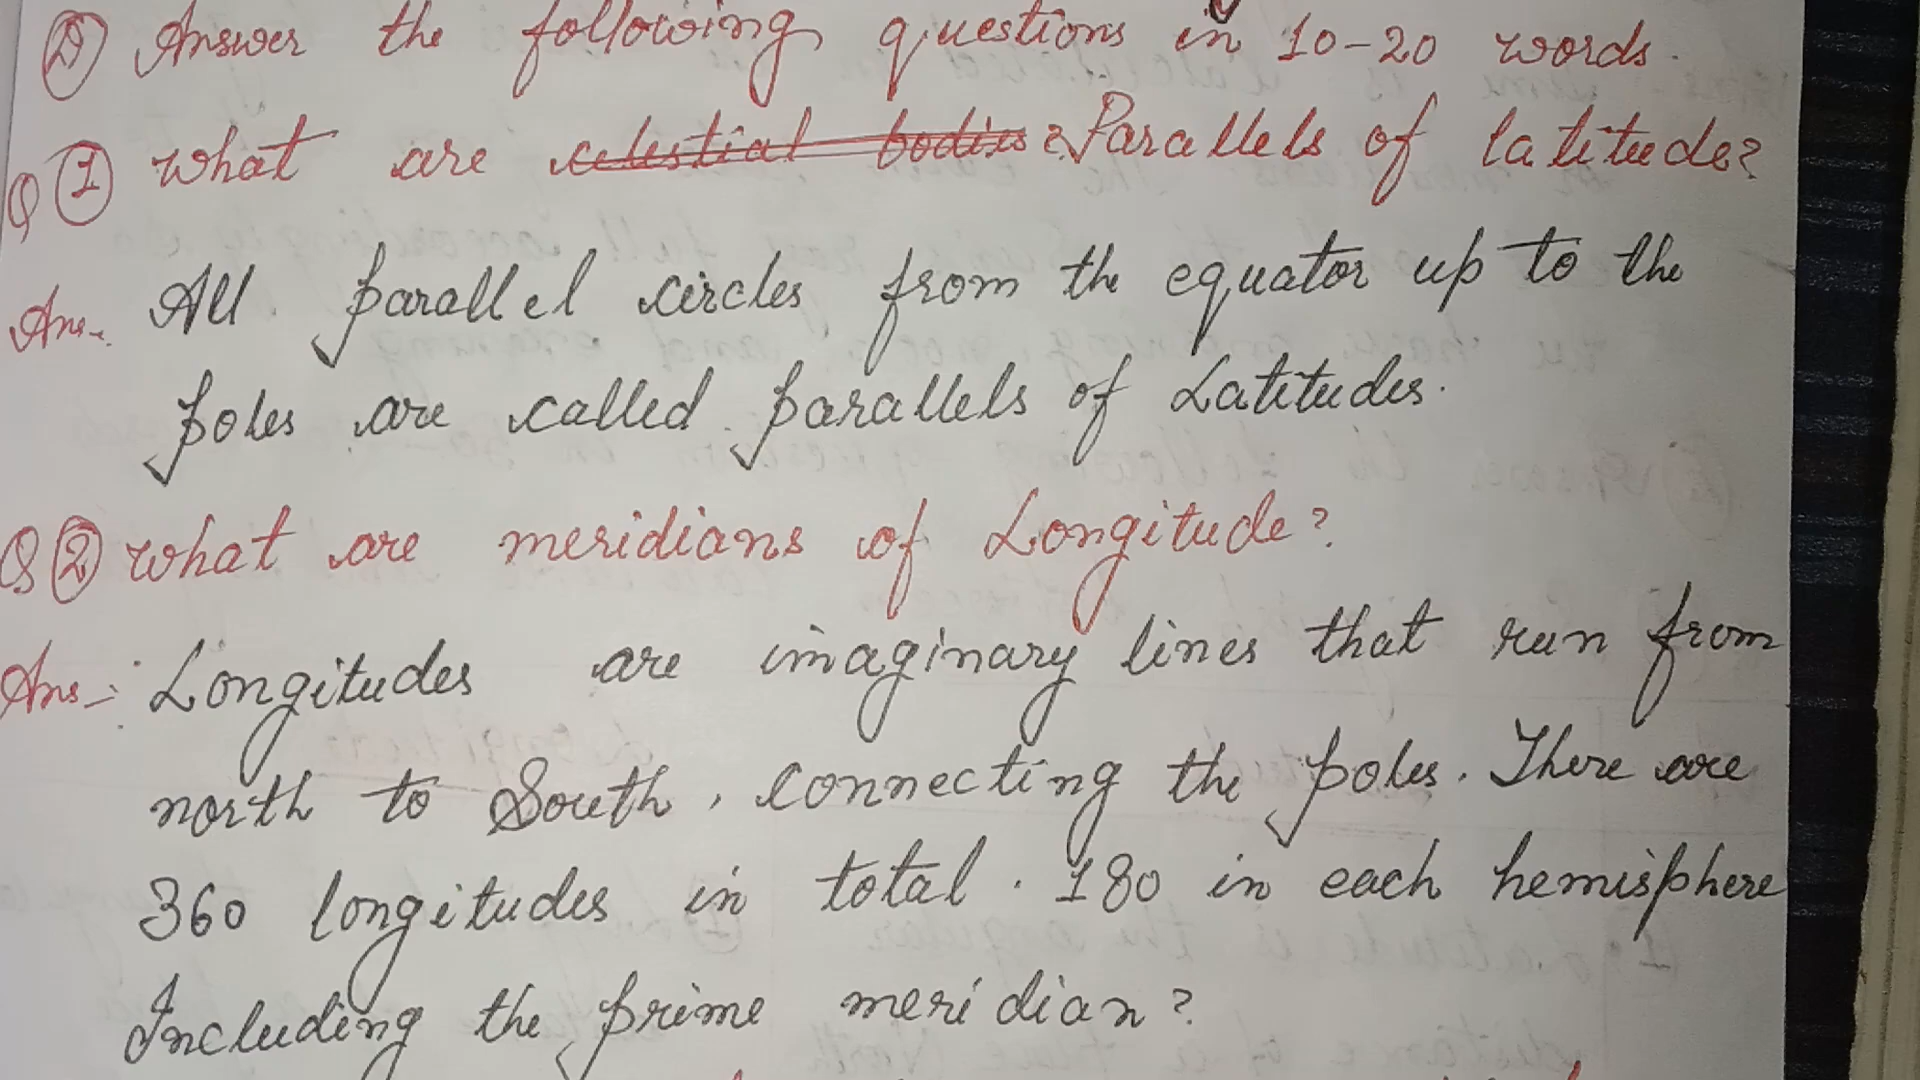 D Answer the following questions in 10-20 words.
Q 1 What are celestial bodies? Parallels of latitude?
Ans- All parallel circles from the equator up to the
poles are called parallels of Latitudes.
Q 2 What are meridians of Longitude?
Ans-: Longitudes are imaginary lines that run from
north to South, connecting the poles. There are
360 longitudes in total. 180 in each hemisphere
Including the prime meridian?